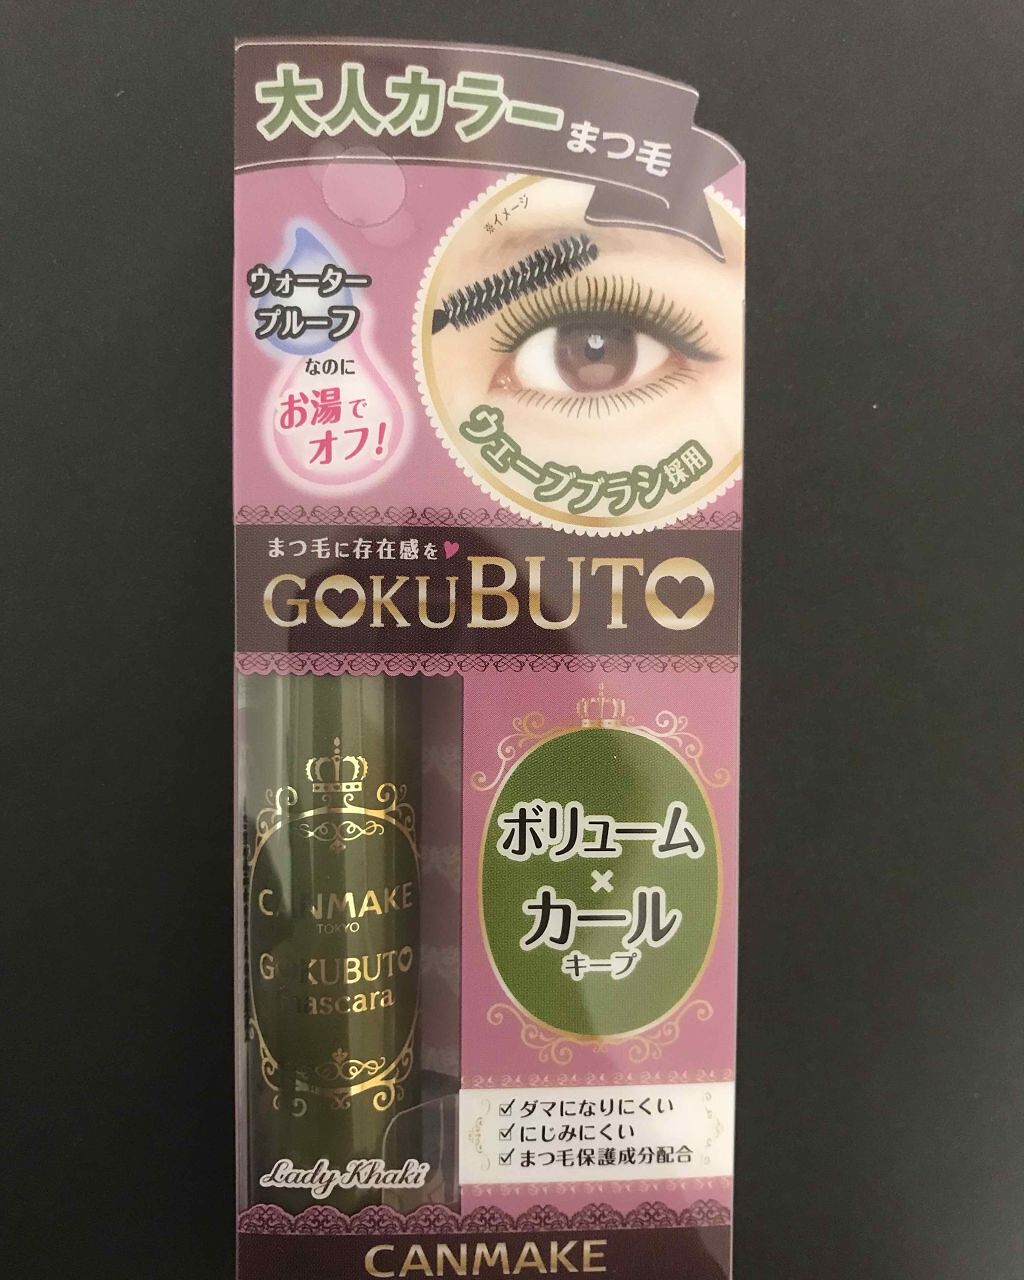 大人カラー
まつ毛
※イメージ
ウォーター
プルーフ
なのに
お湯で
オフ!
ウェーブブラシ採用
まつ毛に存在感を♥
GOKUBUTO
CANMAKE
TOKYO
GOKUBUTO
mascara
Lady Khaki
ボリューム
×
カール
キープ
☑ダマになりにくい
☑にじみにくい
☑まつ毛保護成分配合
CANMAKE